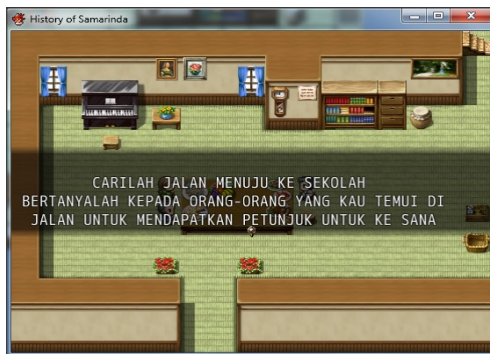 History of Samarinda
CARILAH JALAN MENUJU KE SEKOLAH
BERTANYALAH KEPADA ORANG-ORANG YANG KAU TEMUI DI
JALAN UNTUK MENDAPATKAN PETUNJUK UNTUK KE SANA